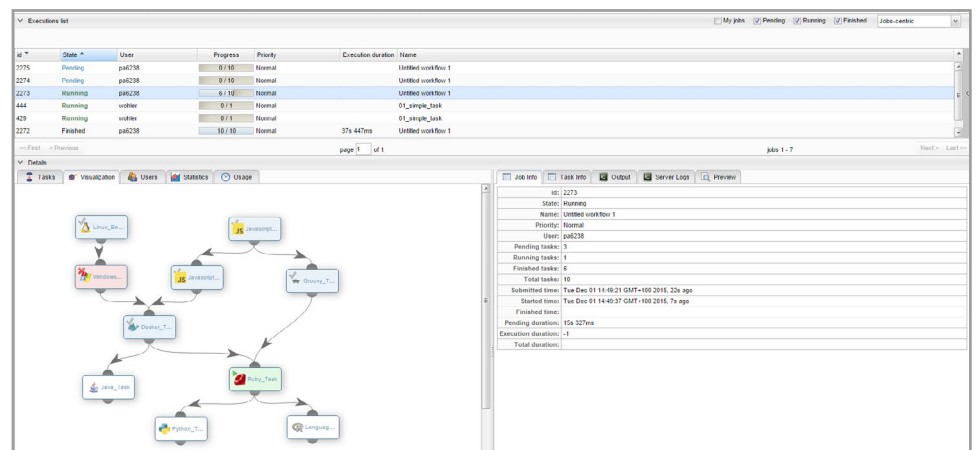 Executions list
My jobs Pending Running Finished Jobs-centric
id State User Progress Priority Execution duration Name
2275 Pending pa6238 0 / 10 Normal Untitled workflow 1
2274 Pending pa6238 0 / 10 Normal Untitled workflow 1
2273 Running pa6238 6 / 10 Normal Untitled workflow 1
444 Running wohler 0 / 1 Normal 01_simple_task
429 Running wohler 0 / 1 Normal 01_simple_task
2272 Finished pa6238 10 / 10 Normal 37s 447ms Untitled workflow 1
<< First < Previous page 1 of 1 jobs 1 - 7 Next > Last >>
Details
Tasks Visualization Users Statistics Usage
Linux_Ba...
Javascript...
Windows...
Javascript...
Groovy_T...
Docker_T...
Java_Task
Ruby_Task
Python_T...
Languag...
Job Info Task Info Output Server Logs Preview
id: 2273
State: Running
Name: Untitled workflow 1
Priority: Normal
User: pa6238
Pending tasks: 3
Running tasks: 1
Finished tasks: 6
Total tasks: 10
Submitted time: Tue Dec 01 14:49:21 GMT+100 2015, 22s ago
Started time: Tue Dec 01 14:49:37 GMT+100 2015, 7s ago
Finished time:
Pending duration: 15s 327ms
Execution duration: -1
Total duration: